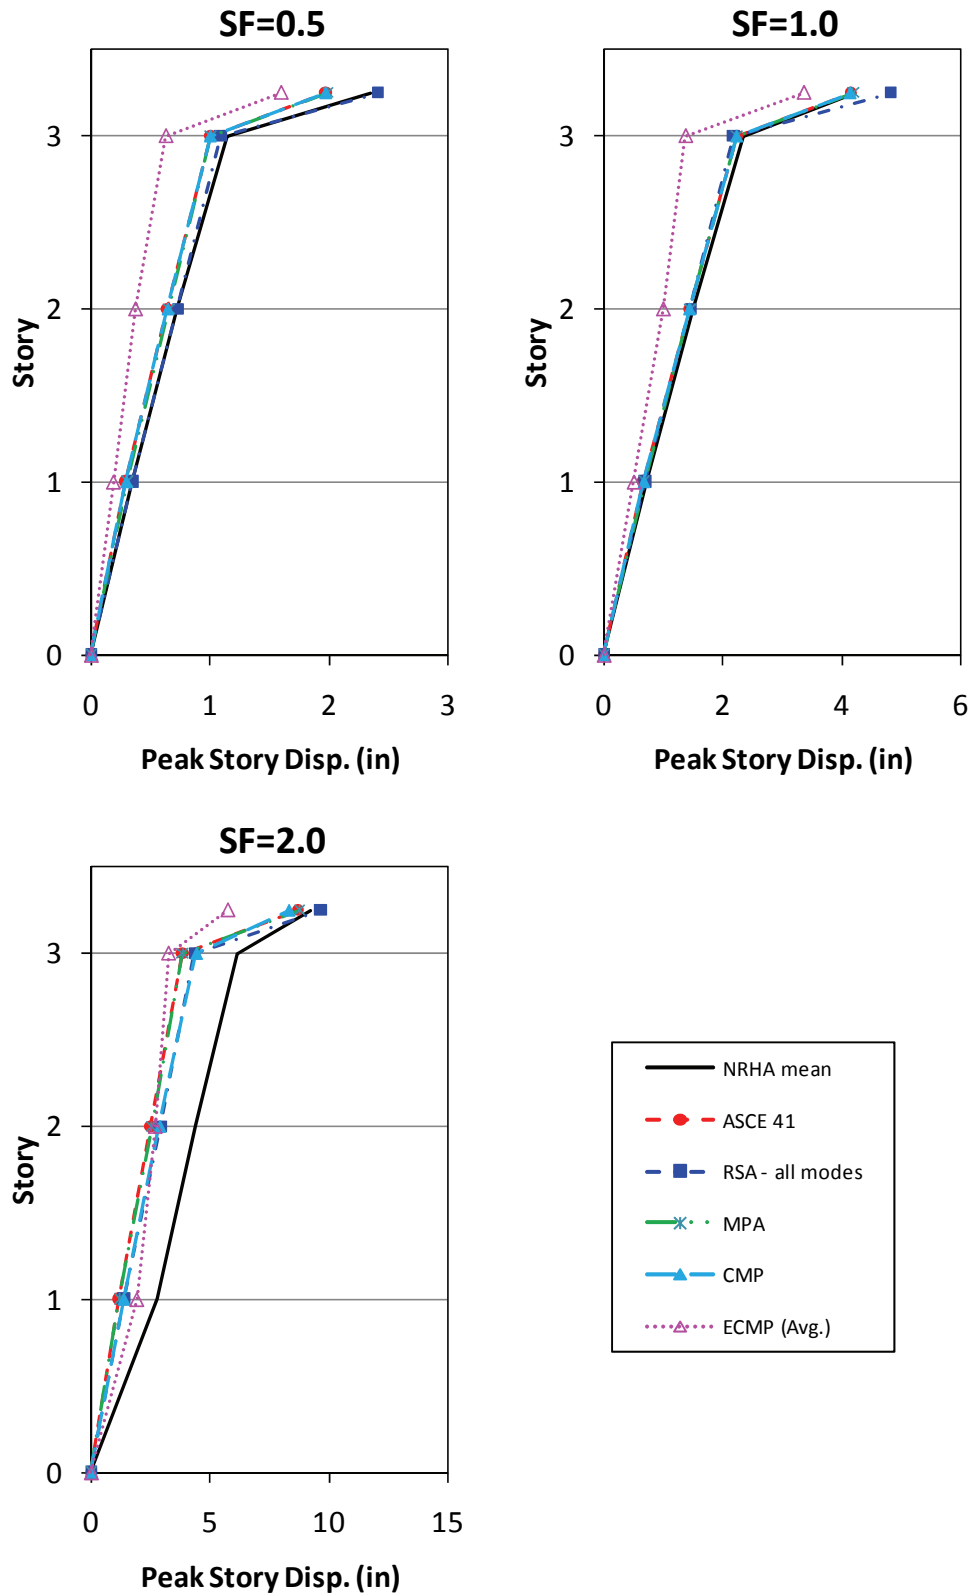 SF=0.5
3
2
1
0
Story
0 1 2 3
Peak Story Disp. (in)
SF=1.0
3
2
1
0
Story
0 2 4 6
Peak Story Disp. (in)
SF=2.0
3
2
1
0
Story
0 5 10 15
Peak Story Disp. (in)
NRHA mean
ASCE 41
RSA - all modes
MPA
CMP
ECMP (Avg.)